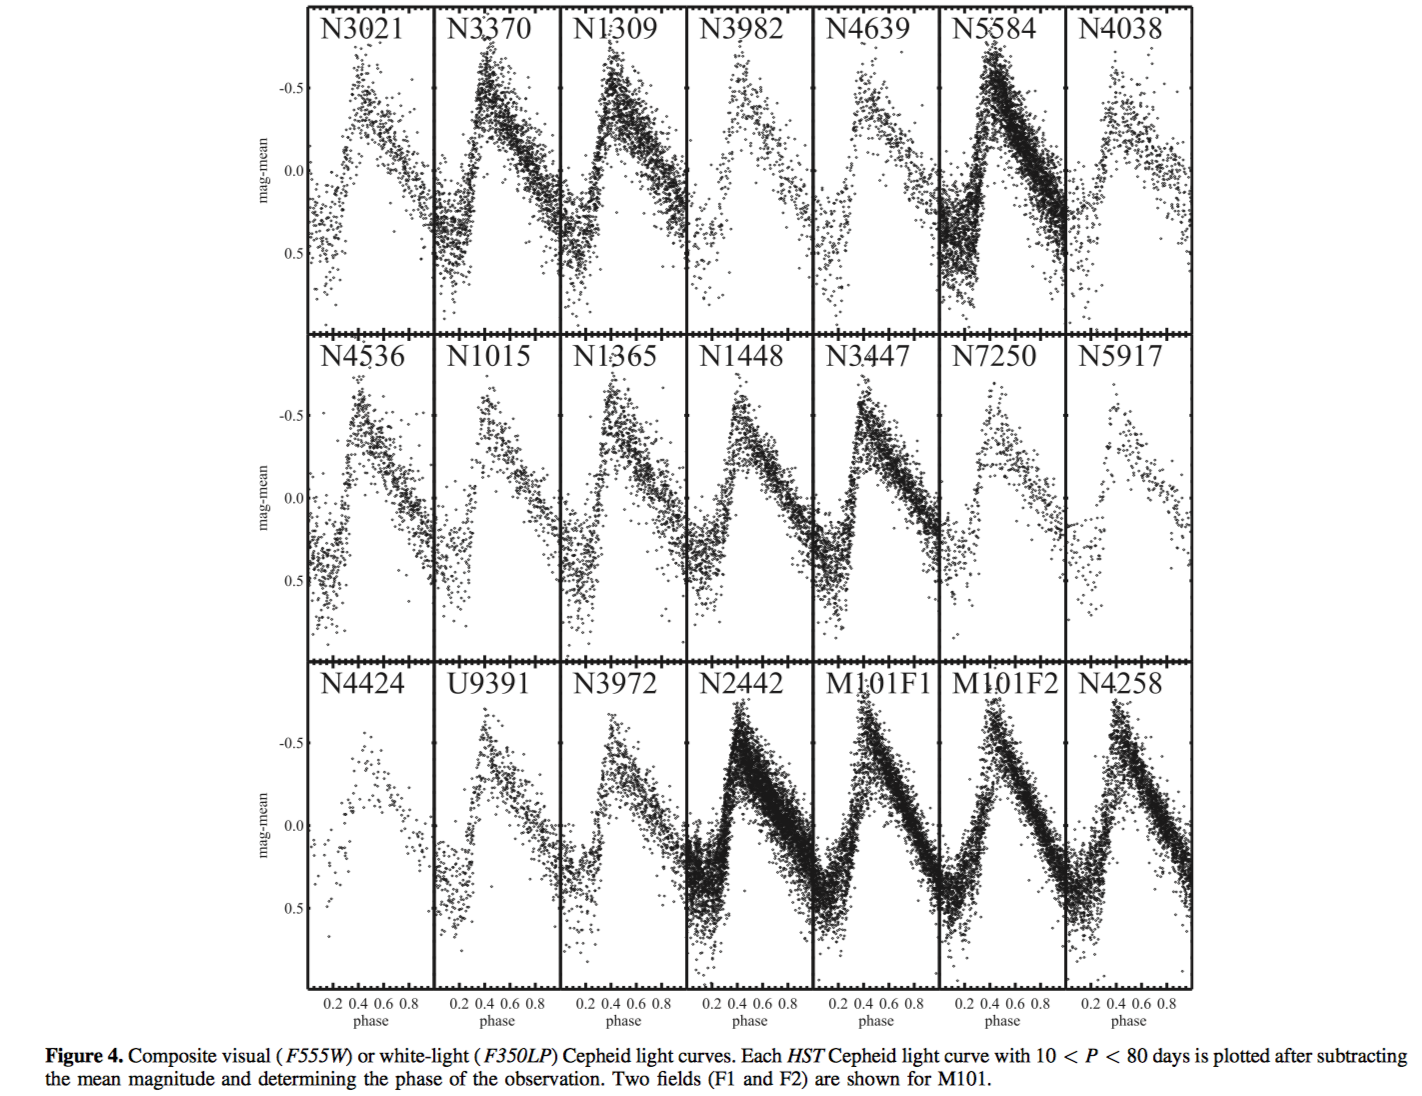 N3021 N3370 N1309 N3982 N4639 N5584 N4038
-0.5
0.0
0.5
mag-mean
N4536 N1015 N1365 N1448 N3447 N7250 N5917
-0.5
0.0
0.5
mag-mean
N4424 U9391 N3972 N2442 M101F1 M101F2 N4258
-0.5
0.0
0.5
mag-mean
0.2 0.4 0.6 0.8 0.2 0.4 0.6 0.8 0.2 0.4 0.6 0.8 0.2 0.4 0.6 0.8 0.2 0.4 0.6 0.8 0.2 0.4 0.6 0.8 0.2 0.4 0.6 0.8
phase phase phase phase phase phase phase
Figure 4. Composite visual (F555W) or white-light (F350LP) Cepheid light curves. Each HST Cepheid light curve with 10 < P < 80 days is plotted after subtracting
the mean magnitude and determining the phase of the observation. Two fields (F1 and F2) are shown for M101.